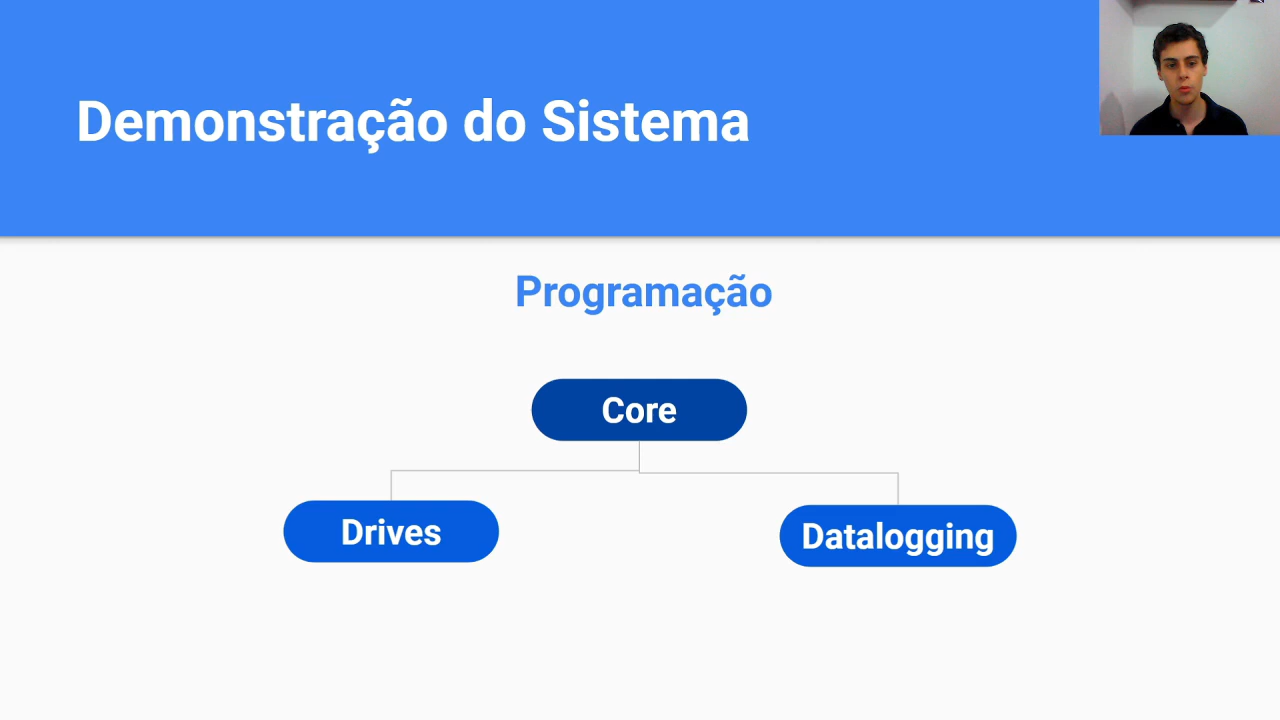 Demonstração do Sistema
Programação
Core
Drives
Datalogging